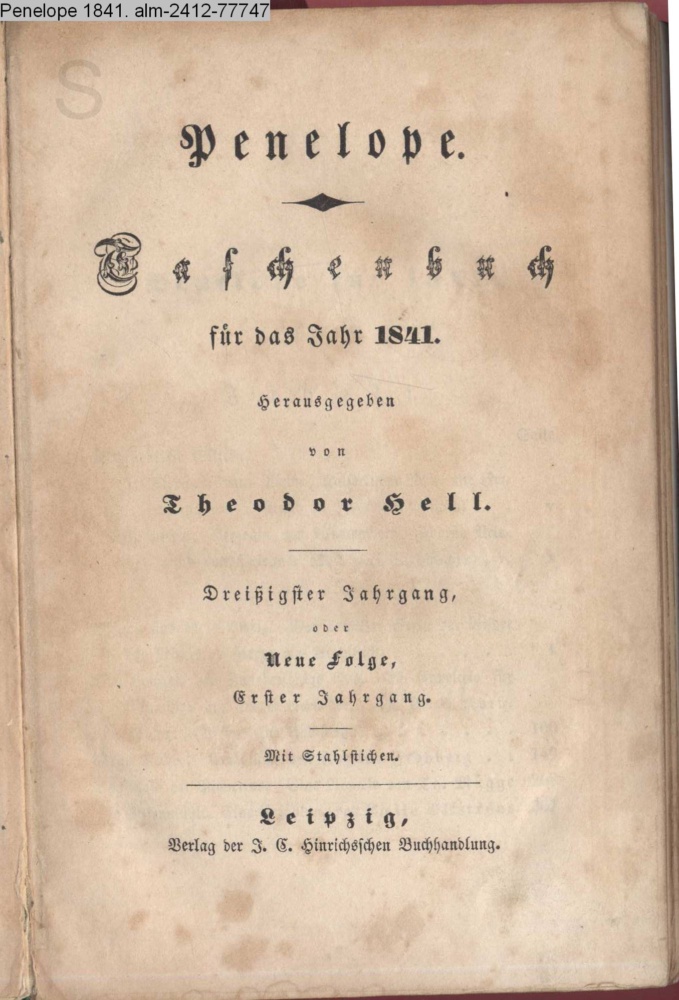 Penelope 1841. alm-2412-77747
S
Penelope.
Taschenbuch
für das Jahr 1841.
Herausgegeben
von
Theodor Hell.
Dreißigster Jahrgang,
oder
Neue Folge,
Erster Jahrgang.
Mit Stahlstichen.
Leipzig,
Verlag der J. C. Hinrichsschen Buchhandlung.